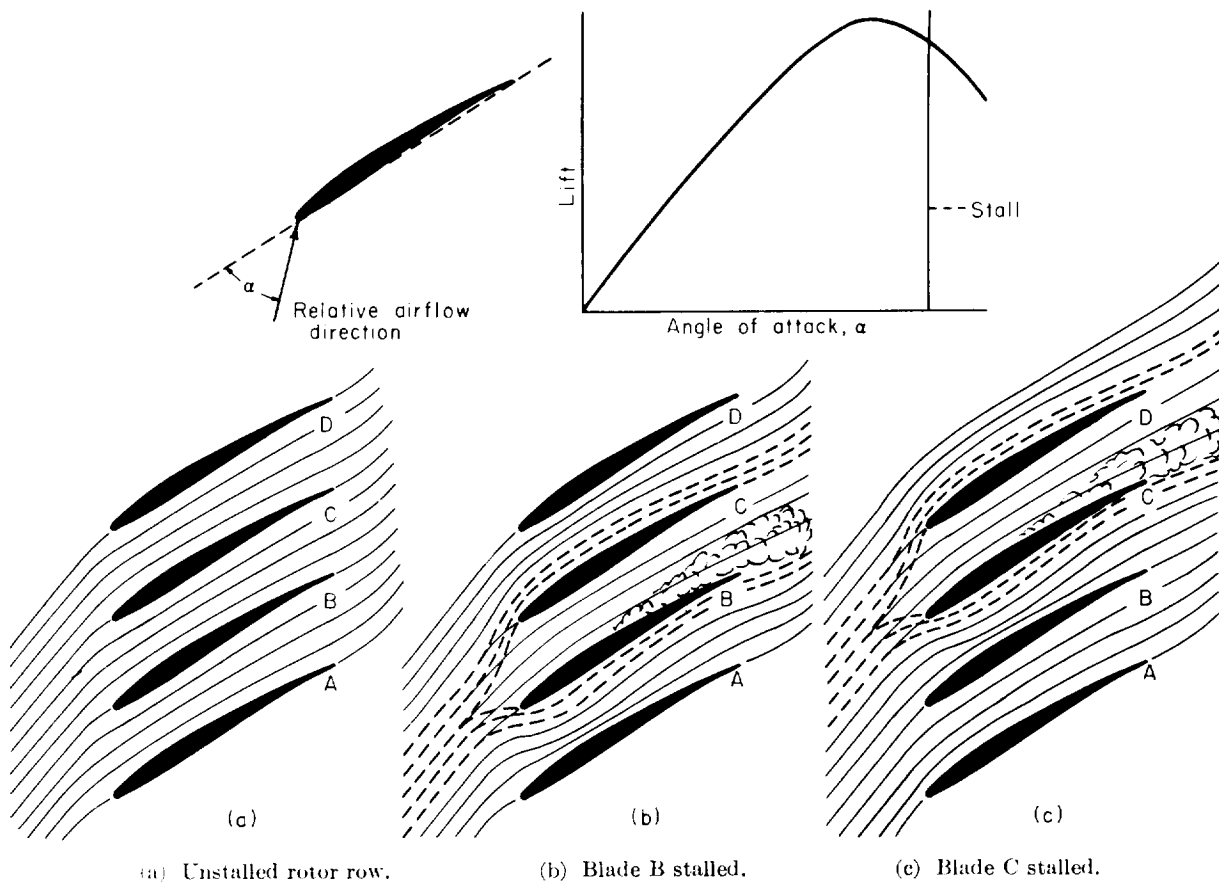 α
Relative airflow
direction
Lift
Stall
Angle of attack, α
D
C
B
A
(a)
D
C
B
A
(b)
D
C
B
A
(c)
(a) Unstalled rotor row.
(b) Blade B stalled.
(c) Blade C stalled.